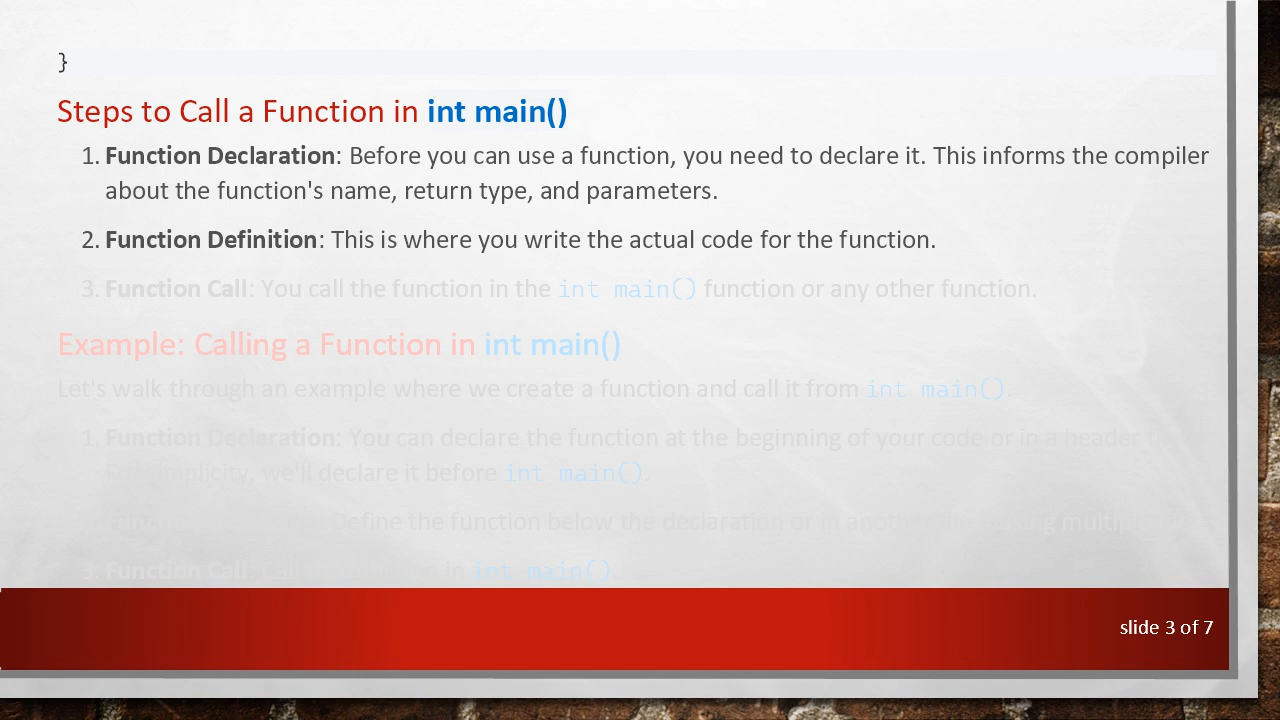 }
Steps to Call a Function in int main()
1. Function Declaration: Before you can use a function, you need to declare it. This informs the compiler
about the function's name, return type, and parameters.
2. Function Definition: This is where you write the actual code for the function.
3. Function Call: You call the function in the int main() function or any other function.
Example: Calling a Function in int main()
Let's walk through an example where we create a function and call it from int main().
1. Function Declaration: You can declare the function at the beginning of your code or in a header
we'll declare it before int main().
Define the function below the declaration or in
3. Function Call: in int main().
slide 3 of 7